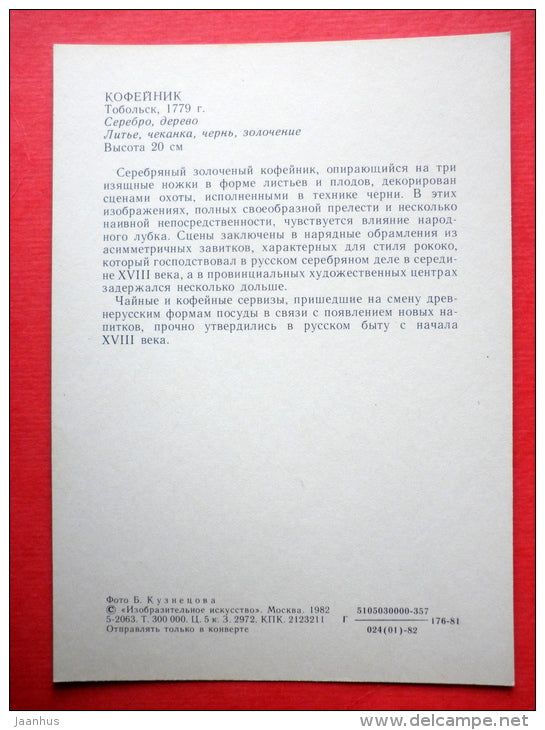 КОФЕЙНИК
Тобольск, 1779 г.
Серебро, дерево
Литье, чеканка, чернь, золочение
Высота 20 см
Серебряный золоченый кофейник, опирающийся на три
изящные ножки в форме листьев и плодов, декорирован
сценами охоты, исполненными в технике черни. В этих
изображениях, полных своеобразной прелести и несколько
наивной непосредственности, чувствуется влияние народ-
ного лубка. Сцены заключены в нарядные обрамления из
асимметричных завитков, характерных для стиля рококо,
который господствовал в русском серебряном деле в середи-
не XVIII века, а в провинциальных художественных центрах
задержался несколько дольше.
Чайные и кофейные сервизы, пришедшие на смену древ-
нерусским формам посуды в связи с появлением новых на-
питков, прочно утвердились в русском быту с начала
XVIII века.
Фото Б. Кузнецова
© «Изобразительное искусство». Москва. 1982
5-2063. Т. 300 000. Ц. 5 к. З. 2972. КПК. 2123211
Отправлять только в конверте
Г 5105030000-357 176-81
024(01)-82
jaanhus
www.delcampe.net